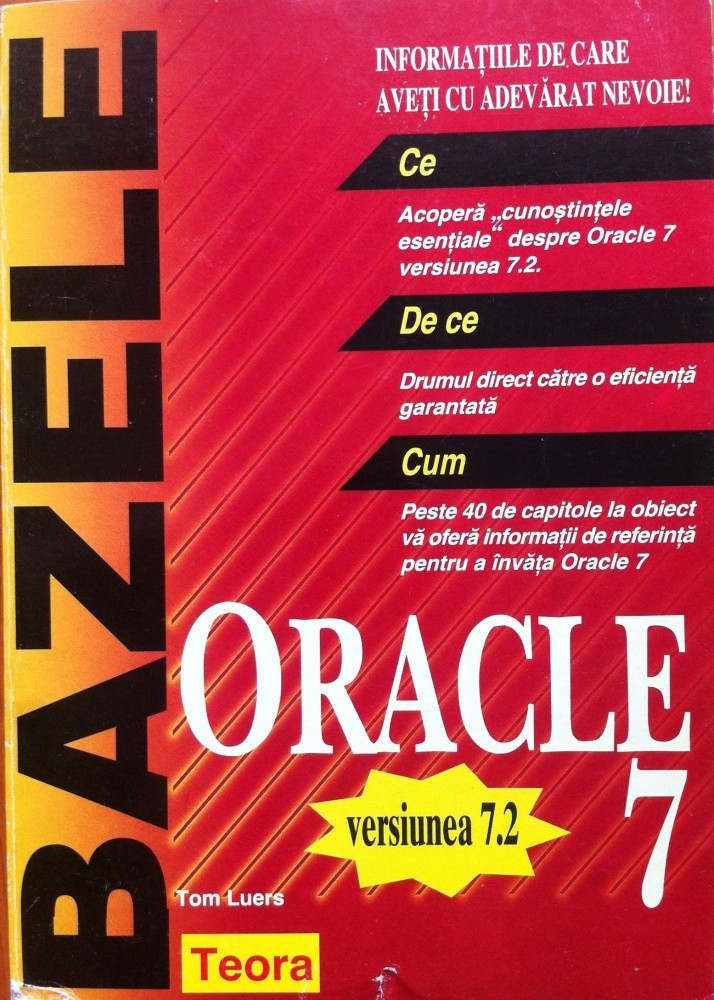 BAZELE
INFORMAȚIILE DE CARE
AVEȚI CU ADEVĂRAT NEVOIE!
Ce
Acoperă „cunoștințele
esențiale“ despre Oracle 7
versiunea 7.2.
De ce
Drumul direct către o eficiență
garantată
Cum
Peste 40 de capitole la obiect
vă oferă informații de referință
pentru a învăța Oracle 7
ORACLE
7
versiunea 7.2
Tom Luers
Teora